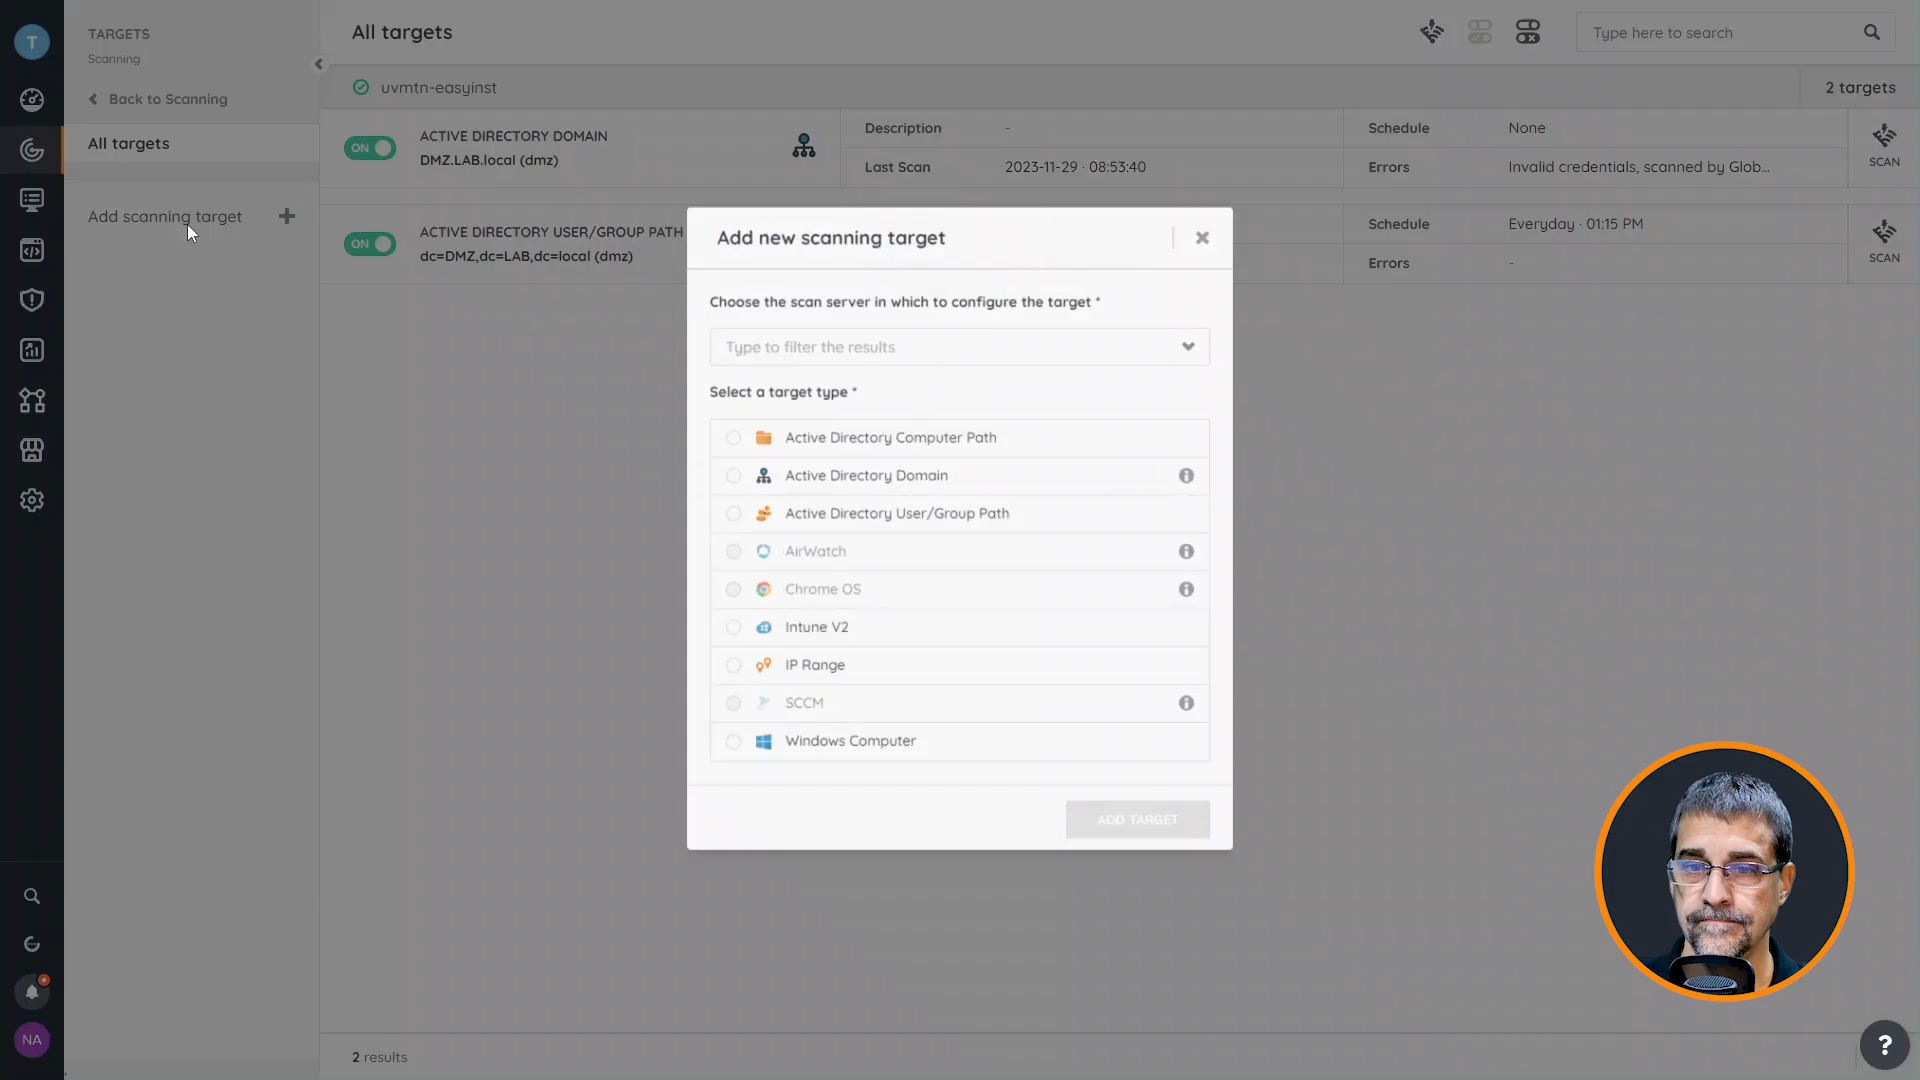 T
TARGETS
Scanning
Back to Scanning
All targets
Add scanning target
NA
All targets
Type here to search
uvmtn-easyinst
2 targets
ON
ACTIVE DIRECTORY DOMAIN
DMZ.LAB.local (dmz)
Description
-
Last Scan
2023-11-29 · 08:53:40
Schedule
None
Errors
Invalid credentials, scanned by Glob...
SCAN
ON
ACTIVE DIRECTORY USER/GROUP PATH
dc=DMZ,dc=LAB,dc=local (dmz)
Schedule
Everyday · 01:15 PM
Errors
-
SCAN
Add new scanning target
Choose the scan server in which to configure the target *
Type to filter the results
Select a target type *
Active Directory Computer Path
Active Directory Domain
Active Directory User/Group Path
AirWatch
Chrome OS
Intune V2
IP Range
SCCM
Windows Computer
ADD TARGET
2 results
?